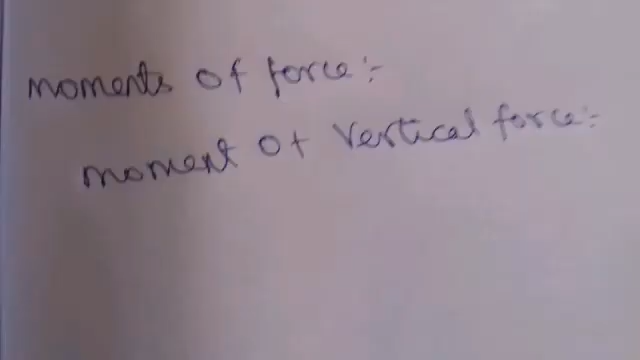 moments of force:-
moment of vertical force:-